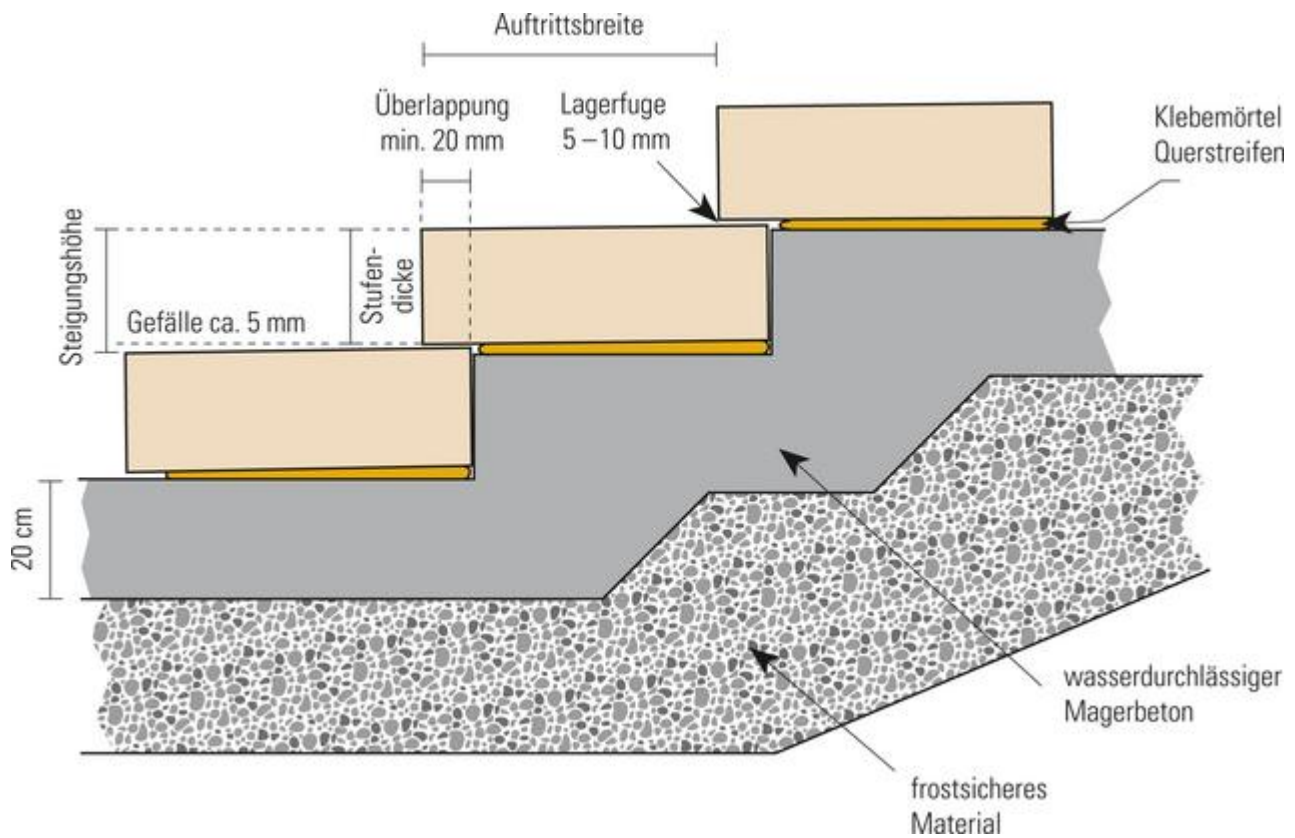 Auftrittsbreite
Überlappung
min. 20 mm
Lagerfuge
5 – 10 mm
Klebemörtel
Querstreifen
Steigungshöhe
Stufen-
dicke
Gefälle ca. 5 mm
20 cm
wasserdurchlässiger
Magerbeton
frostsicheres
Material